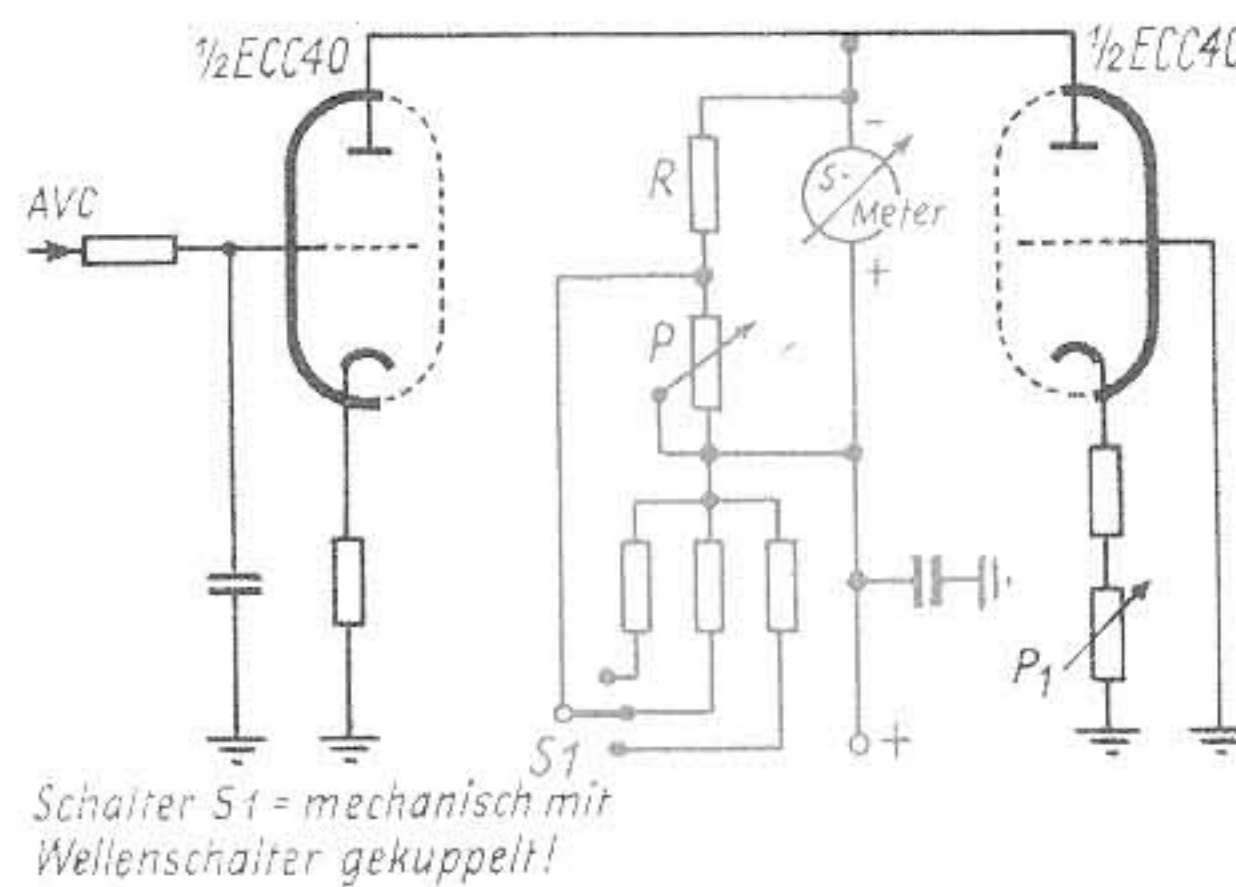 ½ECC40
½ECC40
AVC
R
-
S-
Meter
+
P
P1
S1
+
Schalter S1 = mechanisch mit
Wellenschalter gekuppelt!